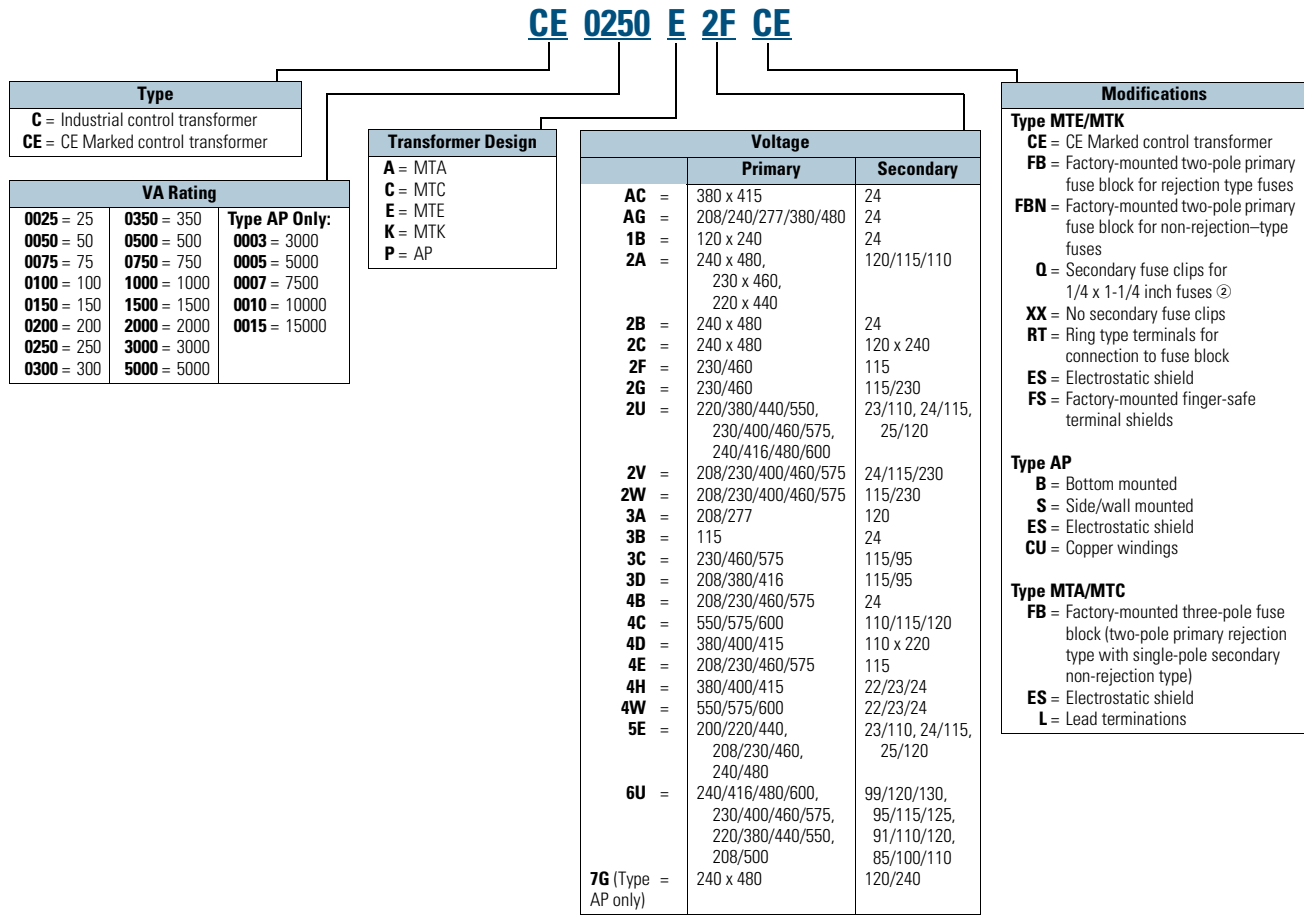 CE 0250 E 2F CE
Type
C = Industrial control transformer
CE = CE Marked control transformer
VA Rating
0025 = 25
0050 = 50
0075 = 75
0100 = 100
0150 = 150
0200 = 200
0250 = 250
0300 = 300
0350 = 350
0500 = 500
0750 = 750
1000 = 1000
1500 = 1500
2000 = 2000
3000 = 3000
5000 = 5000
Type AP Only:
0003 = 3000
0005 = 5000
0007 = 7500
0010 = 10000
0015 = 15000
Transformer Design
A = MTA
C = MTC
E = MTE
K = MTK
P = AP
Voltage
Primary Secondary
AC = 380 x 415 24
AG = 208/240/277/380/480 24
1B = 120 x 240 24
2A = 240 x 480, 120/115/110
230 x 460,
220 x 440
2B = 240 x 480 24
2C = 240 x 480 120 x 240
2F = 230/460 115
2G = 230/460 115/230
2U = 220/380/440/550, 23/110, 24/115,
230/400/460/575, 25/120
240/416/480/600
2V = 208/230/400/460/575 24/115/230
2W = 208/230/400/460/575 115/230
3A = 208/277 120
3B = 115 24
3C = 230/460/575 115/95
3D = 208/380/416 115/95
4B = 208/230/460/575 24
4C = 550/575/600 110/115/120
4D = 380/400/415 110 x 220
4E = 208/230/460/575 115
4H = 380/400/415 22/23/24
4W = 550/575/600 22/23/24
5E = 200/220/440, 23/110, 24/115,
208/230/460, 25/120
240/480
6U = 240/416/480/600, 99/120/130,
230/400/460/575, 95/115/125,
220/380/440/550, 91/110/120,
208/500 85/100/110
7G (Type = 240 x 480 120/240
AP only)
Modifications
Type MTE/MTK
CE = CE Marked control transformer
FB = Factory-mounted two-pole primary
fuse block for rejection type fuses
FBN = Factory-mounted two-pole primary
fuse block for non-rejection–type
fuses
Q = Secondary fuse clips for
1/4 x 1-1/4 inch fuses ②
XX = No secondary fuse clips
RT = Ring type terminals for
connection to fuse block
ES = Electrostatic shield
FS = Factory-mounted finger-safe
terminal shields
Type AP
B = Bottom mounted
S = Side/wall mounted
ES = Electrostatic shield
CU = Copper windings
Type MTA/MTC
FB = Factory-mounted three-pole fuse
block (two-pole primary rejection
type with single-pole secondary
non-rejection type)
ES = Electrostatic shield
L = Lead terminations